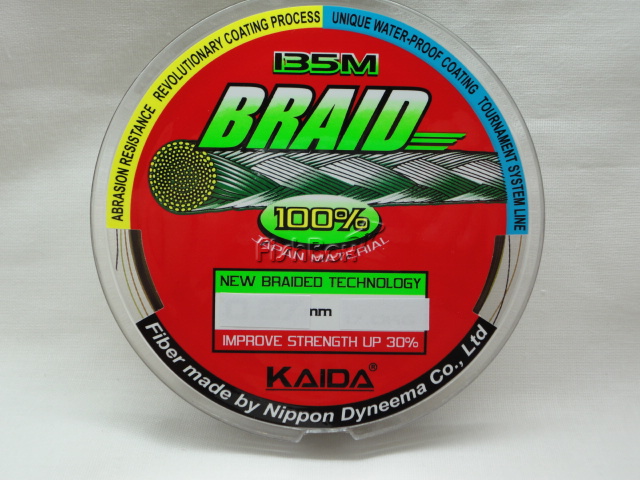 ABRASION RESISTANCE REVOLUTIONARY COATING PROCESS
UNIQUE WATER-PROOF COATING TOURNAMENT SYSTEM LINE
135M
BRAID
100%
JAPAN MATERIAL
NEW BRAIDED TECHNOLOGY
nm
IMPROVE STRENGTH UP 30%
KAIDA®
Fiber made by Nippon Dyneema Co., Ltd